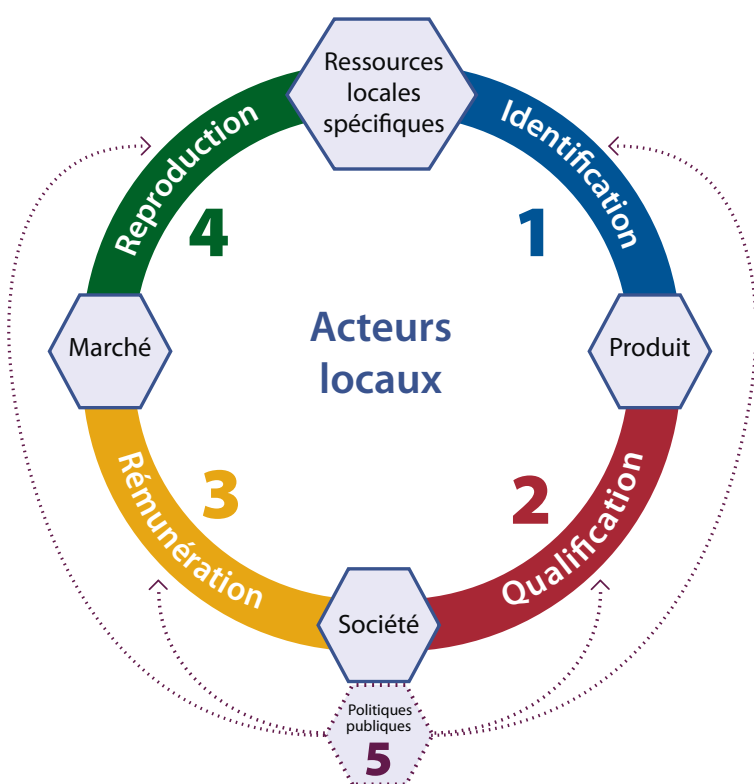 Ressources
locales
spécifiques
Identification
1
Produit
Qualification
2
Société
Rémunération
3
Marché
Reproduction
4
Acteurs
locaux
Politiques
publiques
5